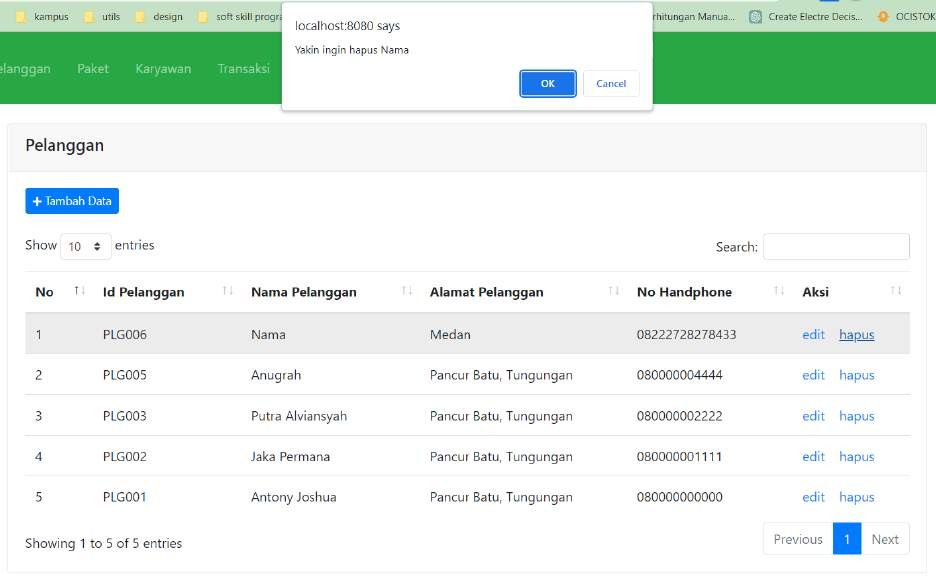 kampus utils design soft skill rhitungan Manua... Create Electre Decis... OCISTOK
localhost:8080 says
Yakin ingin hapus Nama
OK Cancel
elanggan Paket Karyawan Transaksi
Pelanggan
+ Tambah Data
Show 10 entries Search:
No Id Pelanggan Nama Pelanggan Alamat Pelanggan No Handphone Aksi
1 PLG006 Nama Medan 08222728278433 edit hapus
2 PLG005 Anugrah Pancur Batu, Tungungan 080000004444 edit hapus
3 PLG003 Putra Alviansyah Pancur Batu, Tungungan 080000002222 edit hapus
4 PLG002 Jaka Permana Pancur Batu, Tungungan 080000001111 edit hapus
5 PLG001 Antony Joshua Pancur Batu, Tungungan 080000000000 edit hapus
Showing 1 to 5 of 5 entries Previous 1 Next